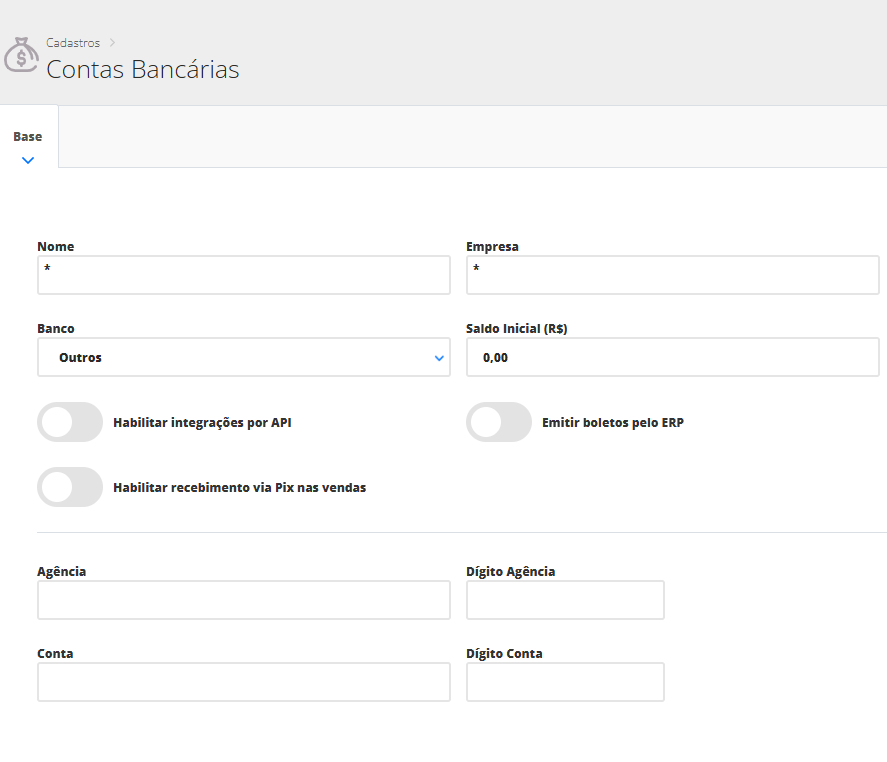 Cadastros
Contas Bancárias
Base
Nome
Empresa
*
*
Banco
Saldo Inicial (R$)
Outros
0,00
Habilitar integrações por API
Emitir boletos pelo ERP
Habilitar recebimento via Pix nas vendas
Agência
Dígito Agência
Conta
Dígito Conta